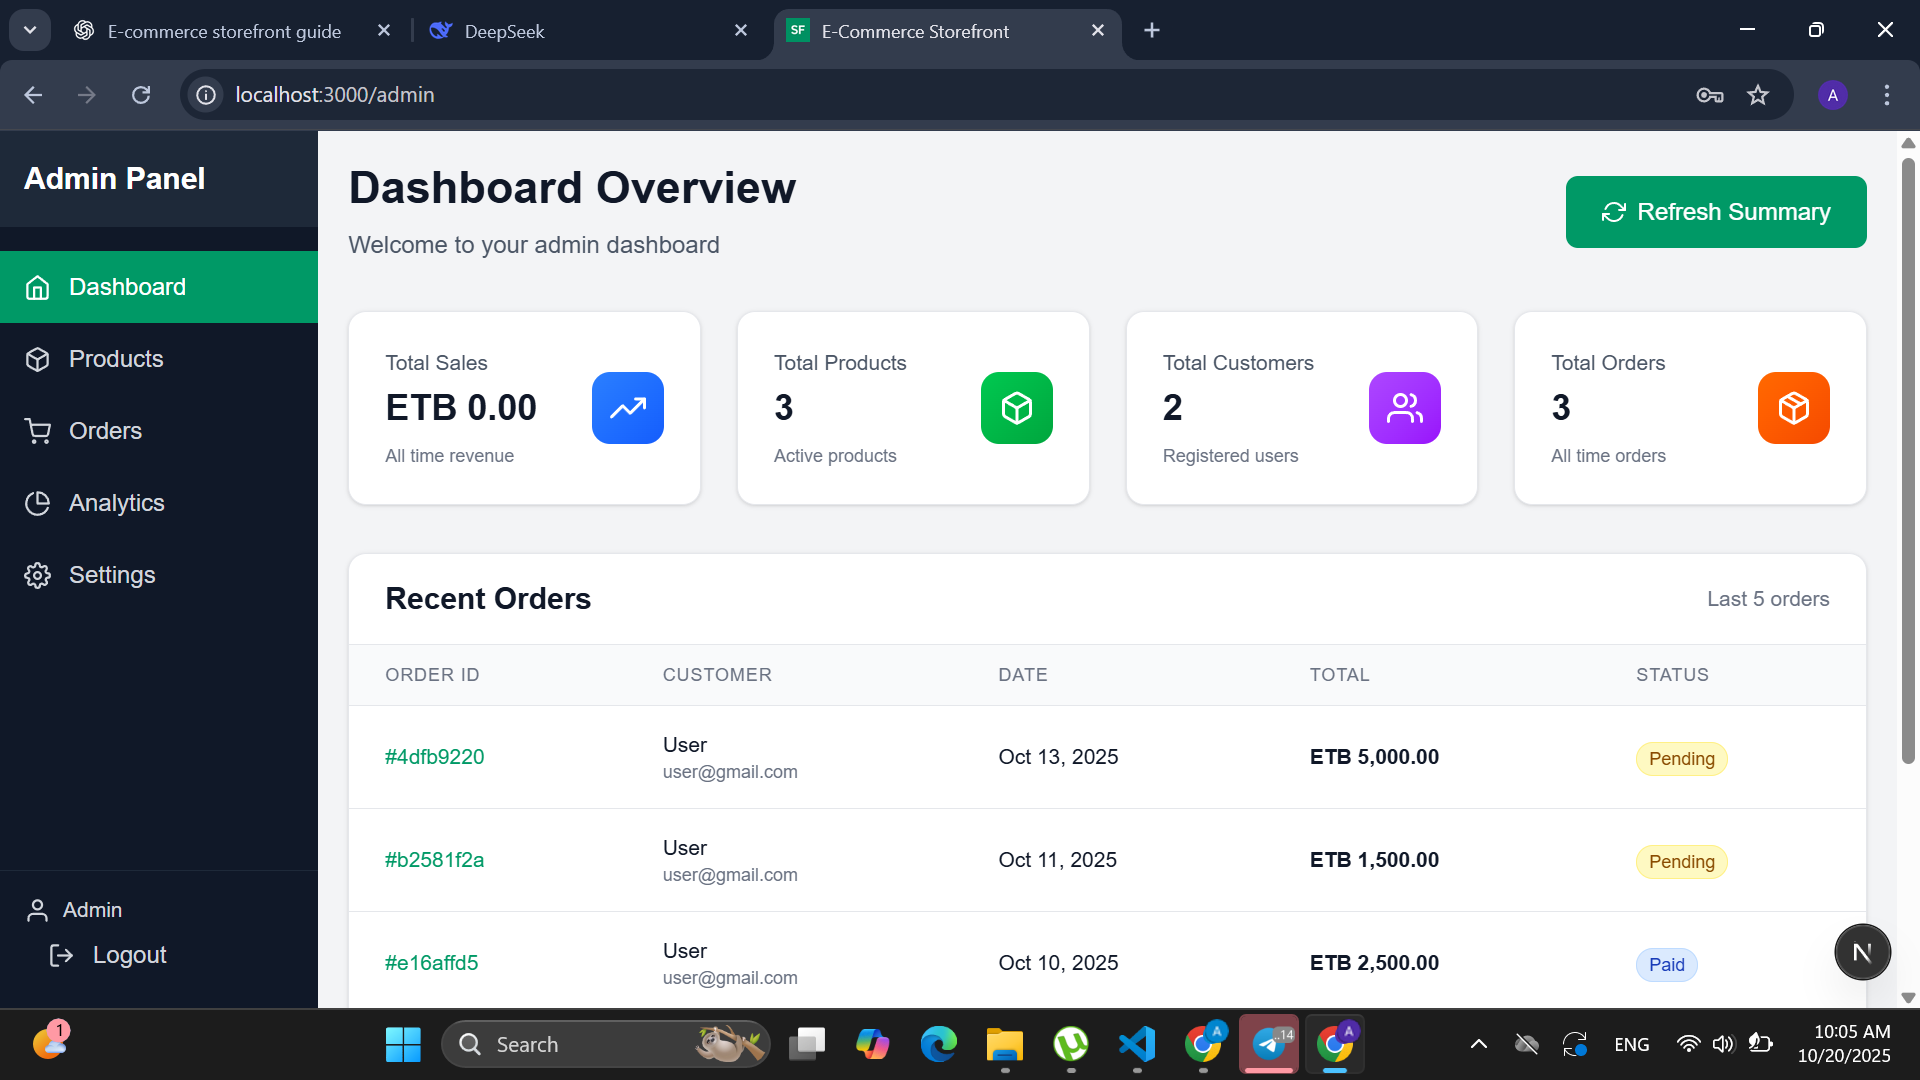 E-commerce storefront guide
DeepSeek
SF E-Commerce Storefront
localhost:3000/admin
A
Admin Panel
Dashboard
Products
Orders
Analytics
Settings
Admin
Logout
Dashboard Overview
Welcome to your admin dashboard
Refresh Summary
Total Sales
ETB 0.00
All time revenue
Total Products
3
Active products
Total Customers
2
Registered users
Total Orders
3
All time orders
Recent Orders
Last 5 orders
ORDER ID CUSTOMER DATE TOTAL STATUS
#4dfb9220 User user@gmail.com Oct 13, 2025 ETB 5,000.00 Pending
#b2581f2a User user@gmail.com Oct 11, 2025 ETB 1,500.00 Pending
#e16affd5 User user@gmail.com Oct 10, 2025 ETB 2,500.00 Paid
N
1
Search
A
..14
A
ENG
10:05 AM
10/20/2025